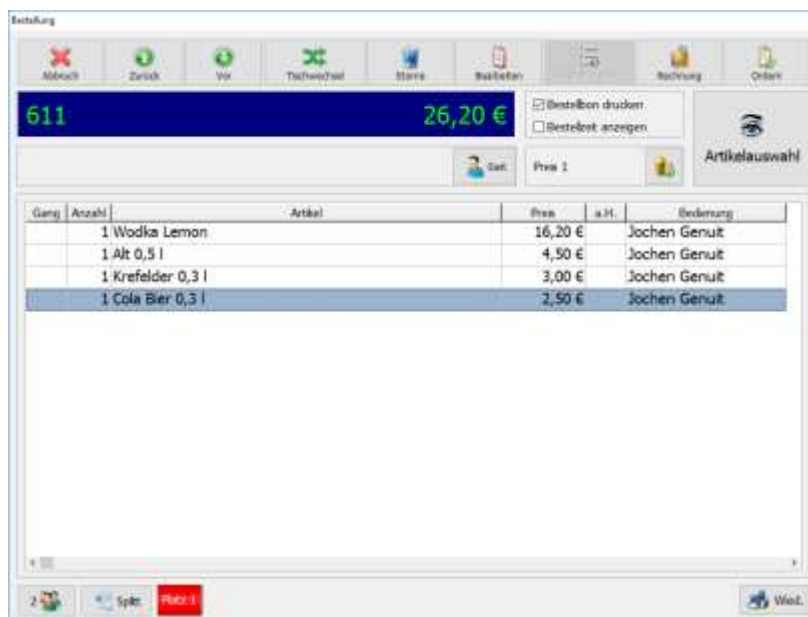 Bestellung
Abbruch Zurück Vor Tischwechsel Storno Bearbeiten Rechnung Ordern
611 26,20 €
Bestellbon drucken
Bestellzeit anzeigen
Artikelauswahl
Gast Preis 1
Gang Anzahl Artikel Preis a.H. Bedienung
1 Wodka Lemon 16,20 € Jochen Genuit
1 Alt 0,5 l 4,50 € Jochen Genuit
1 Krefelder 0,3 l 3,00 € Jochen Genuit
1 Cola Bier 0,3 l 2,50 € Jochen Genuit
2 Splitt Platz:1